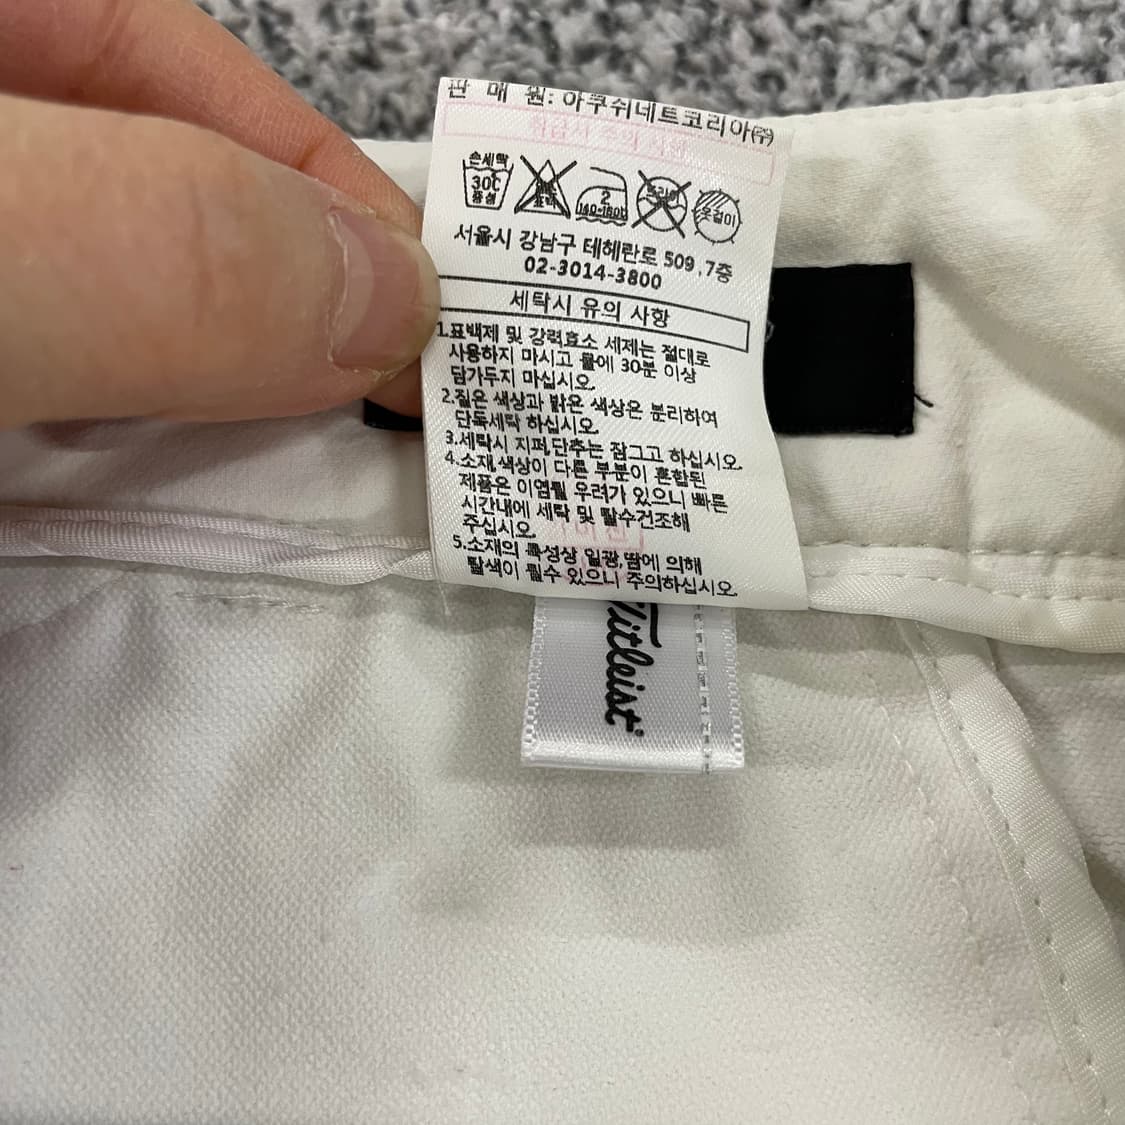 판 매 원: 아쿠쉬네트코리아㈜
취급시 주의 사항
손세탁
30℃
중성
염소
표백
2
140~160℃
드라이
옷걸이
서울시 강남구 테헤란로 509 , 7층
02-3014-3800
세탁시 유의 사항
1.표백제 및 강력효소 세제는 절대로
사용하지 마시고 물에 30분 이상
담가두지 마십시오.
2.짙은 색상과 밝은 색상은 분리하여
단독세탁 하십시오.
3.세탁시 지퍼,단추는 잠그고 하십시오.
4.소재,색상이 다른 부분이 혼합된
제품은 이염될 우려가 있으니 빠른
시간내에 세탁 및 탈수건조해
주십시오.
5.소재의 특성상 일광,땀에 의해
탈색이 될수 있으니 주의하십시오.
Titleist